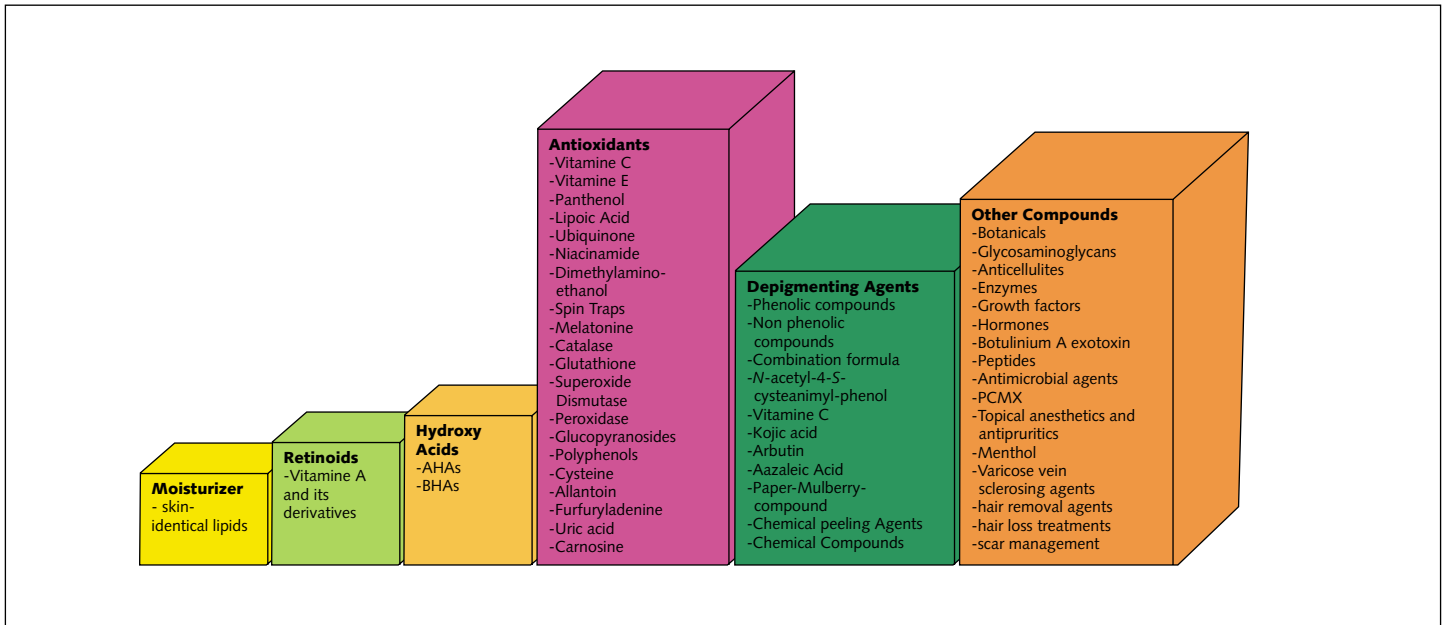 Moisturizer
- skin-
identical lipids
Retinoids
-Vitamine A
and its
derivatives
Hydroxy
Acids
-AHAs
-BHAs
Antioxidants
-Vitamine C
-Vitamine E
-Panthenol
-Lipoic Acid
-Ubiquinone
-Niacinamide
-Dimethylamino-
ethanol
-Spin Traps
-Melatonine
-Catalase
-Glutathione
-Superoxide
Dismutase
-Peroxidase
-Glucopyranosides
-Polyphenols
-Cysteine
-Allantoin
-Furfuryladenine
-Uric acid
-Carnosine
Depigmenting Agents
-Phenolic compounds
-Non phenolic
compounds
-Combination formula
-N-acetyl-4-S-
cysteanimyl-phenol
-Vitamine C
-Kojic acid
-Arbutin
-Aazaleic Acid
-Paper-Mulberry-
compound
-Chemical peeling Agents
-Chemical Compounds
Other Compounds
-Botanicals
-Glycosaminoglycans
-Anticellulites
-Enzymes
-Growth factors
-Hormones
-Botulinium A exotoxin
-Peptides
-Antimicrobial agents
-PCMX
-Topical anesthetics and
antipruritics
-Menthol
-Varicose vein
sclerosing agents
-hair removal agents
-hair loss treatments
-scar management